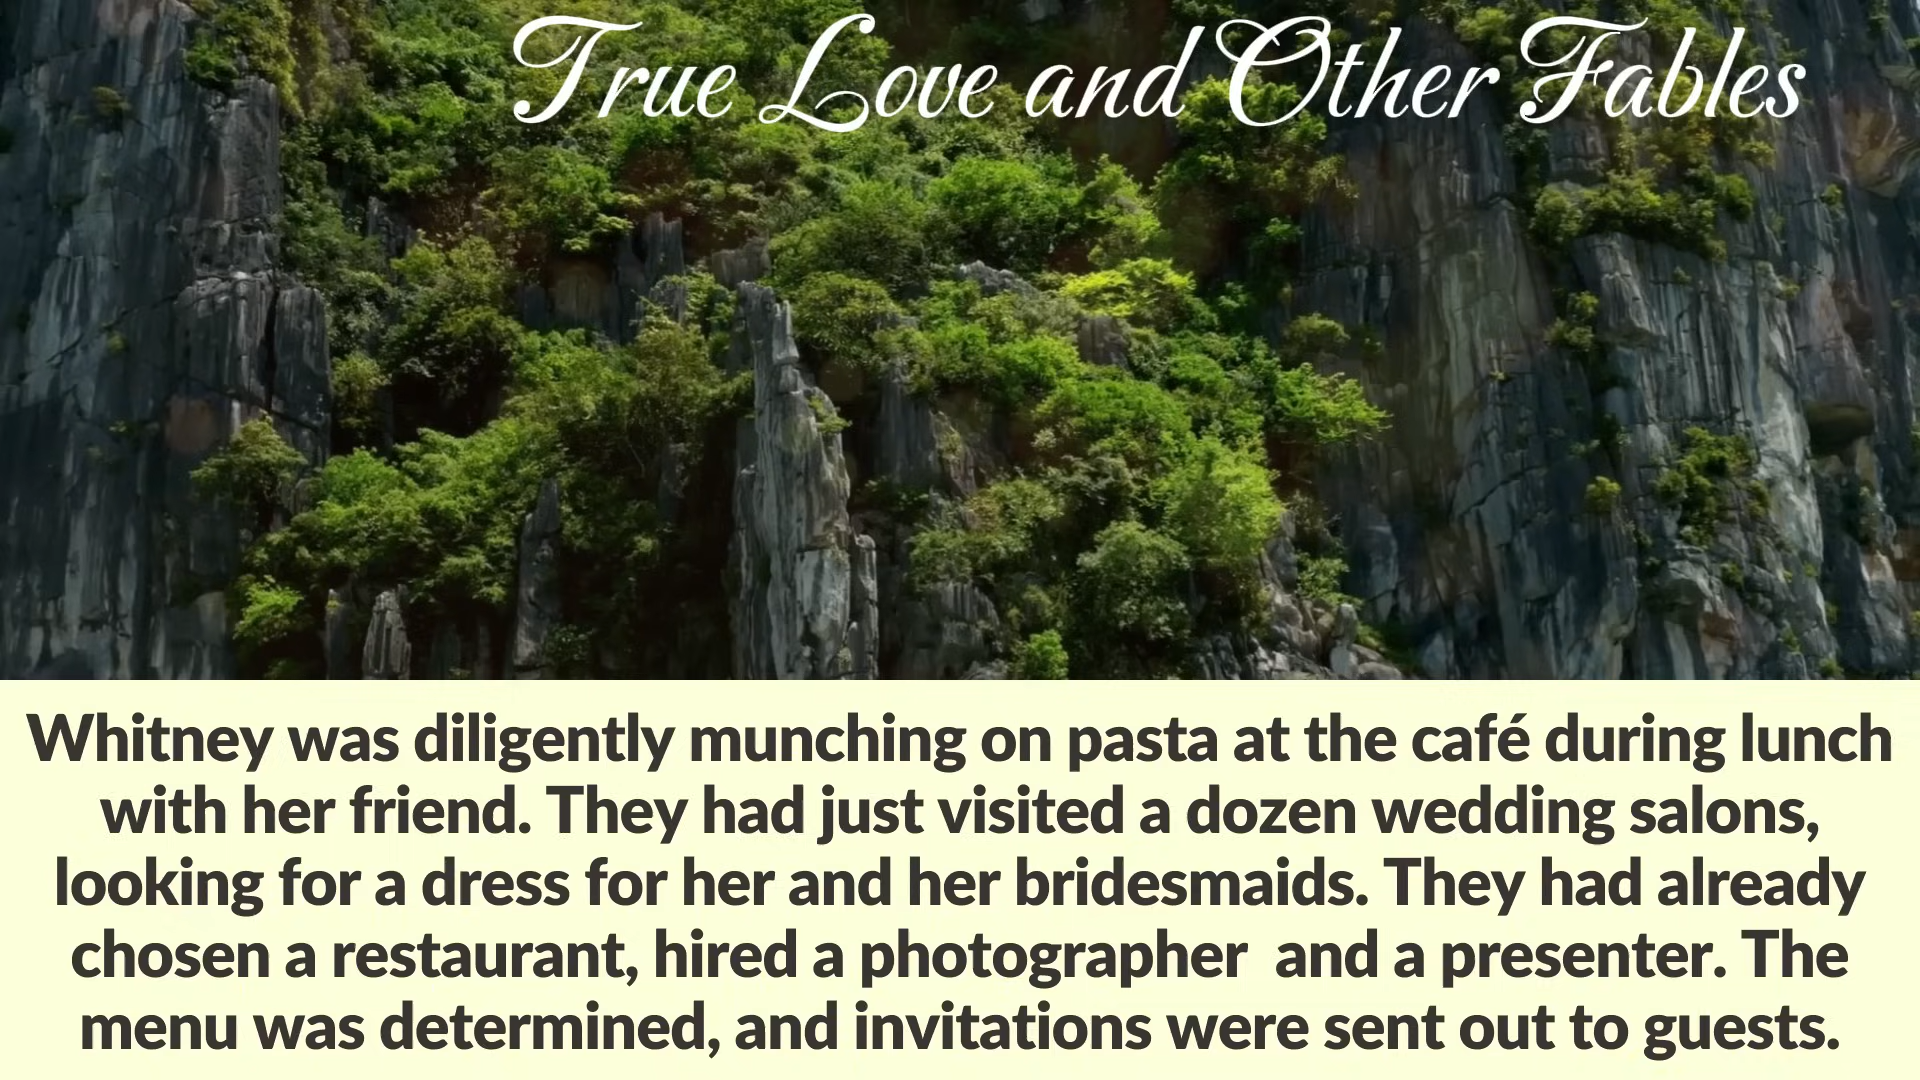 True Love and Other Fables
Whitney was diligently munching on pasta at the café during lunch
with her friend. They had just visited a dozen wedding salons,
looking for a dress for her and her bridesmaids. They had already
chosen a restaurant, hired a photographer  and a presenter. The
menu was determined, and invitations were sent out to guests.